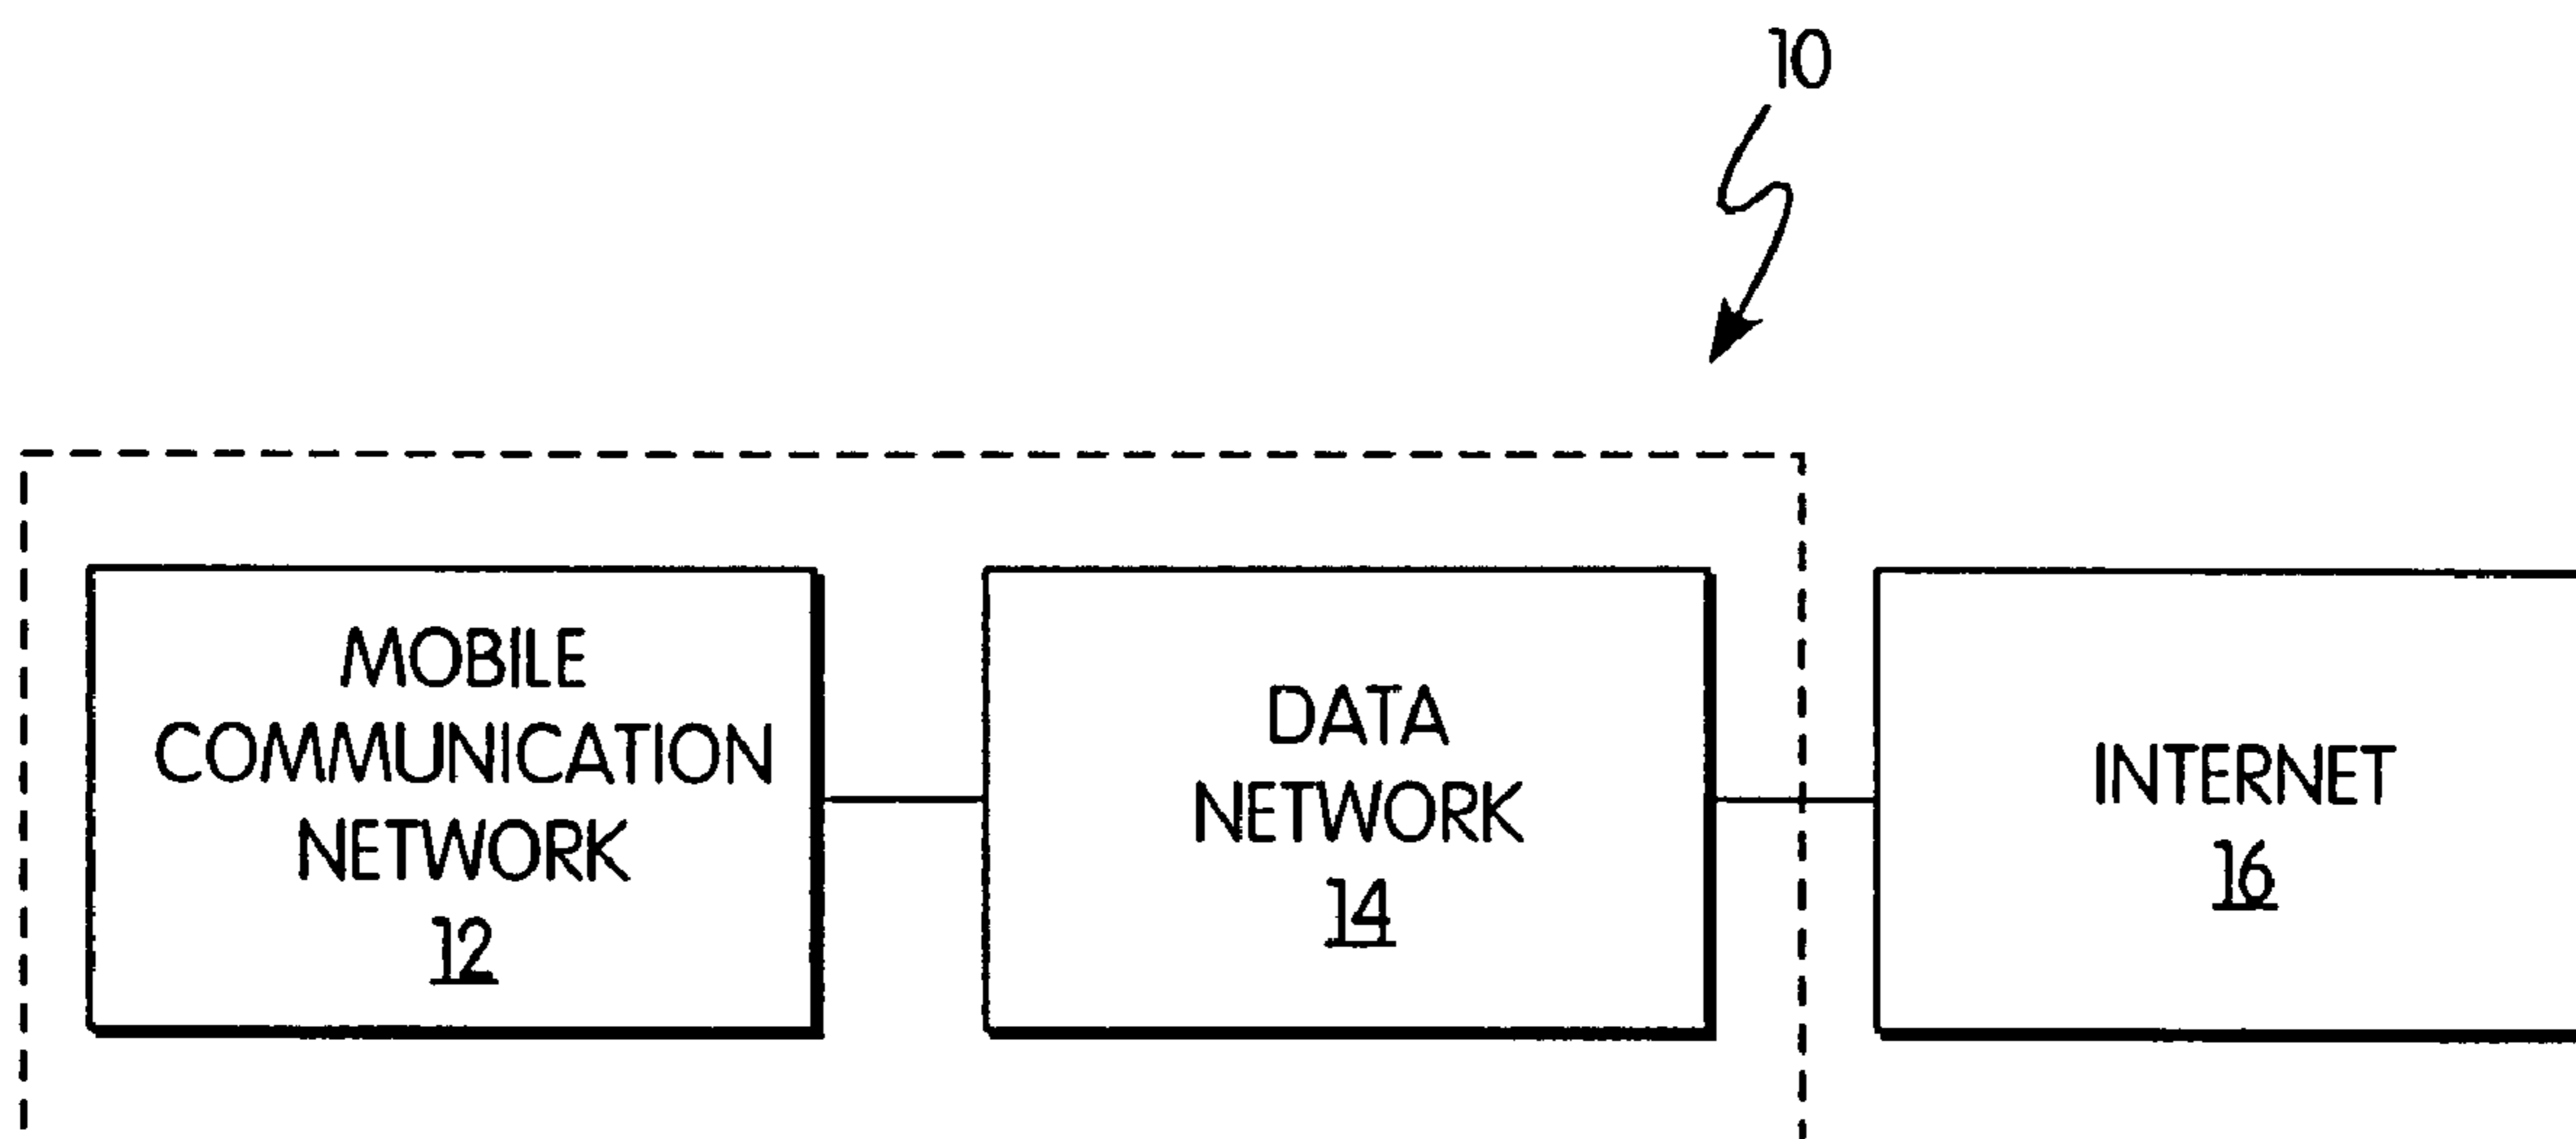 10
MOBILE
COMMUNICATION
NETWORK
12
DATA
NETWORK
14
INTERNET
16